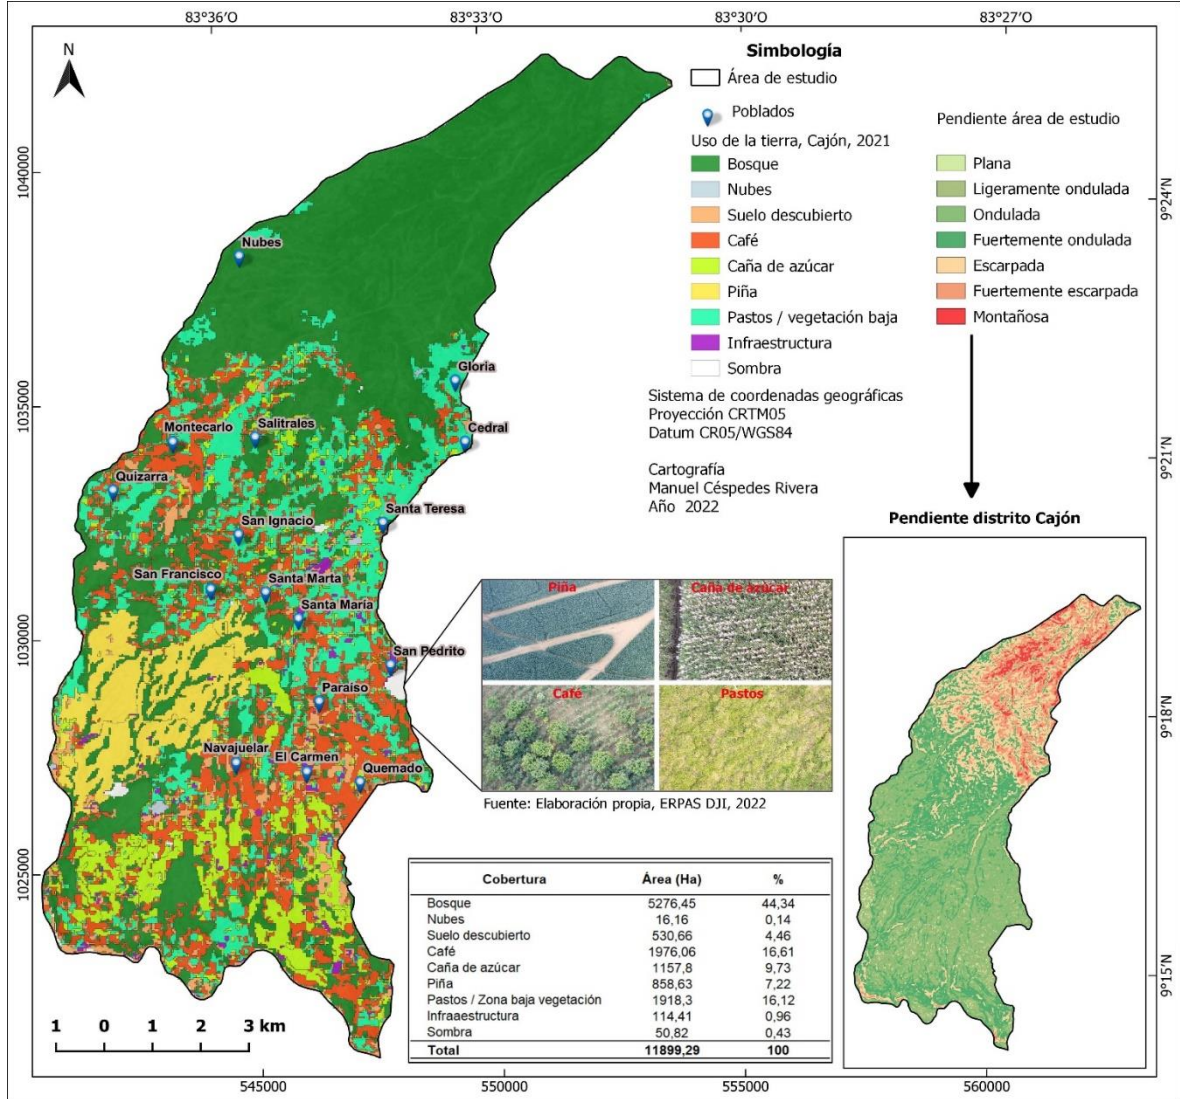 83°36'O 83°33'O 83°30'O 83°27'O
N
Simbología
Área de estudio
Poblados
Uso de la tierra, Cajón, 2021
Bosque
Nubes
Suelo descubierto
Café
Caña de azúcar
Piña
Pastos / vegetación baja
Infraestructura
Sombra
Pendiente área de estudio
Plana
Ligeramente ondulada
Ondulada
Fuertemente ondulada
Escarpada
Fuertemente escarpada
Montañosa
Sistema de coordenadas geográficas
Proyección CRTM05
Datum CR05/WGS84
Cartografía
Manuel Céspedes Rivera
Año 2022
Pendiente distrito Cajón
1040000
1035000
1030000
1025000
9°24'N
9°21'N
9°18'N
9°15'N
Nubes
Gloria
Montecarlo
Salitrales
Cedral
Quizarra
Santa Teresa
San Ignacio
San Francisco
Santa Marta
Santa María
San Pedrito
Paraiso
Navajuelar
El Carmen
Quemado
Piña
Caña de azúcar
Café
Pastos
Fuente: Elaboración propia, ERPAS DJI, 2022
Cobertura Área (Ha) %
Bosque 5276,45 44,34
Nubes 16,16 0,14
Suelo descubierto 530,66 4,46
Café 1976,06 16,61
Caña de azúcar 1157,8 9,73
Piña 858,63 7,22
Pastos / Zona baja vegetación 1918,3 16,12
Infraaestructura 114,41 0,96
Sombra 50,82 0,43
Total 11899,29 100
1 0 1 2 3 km
545000 550000 555000 560000